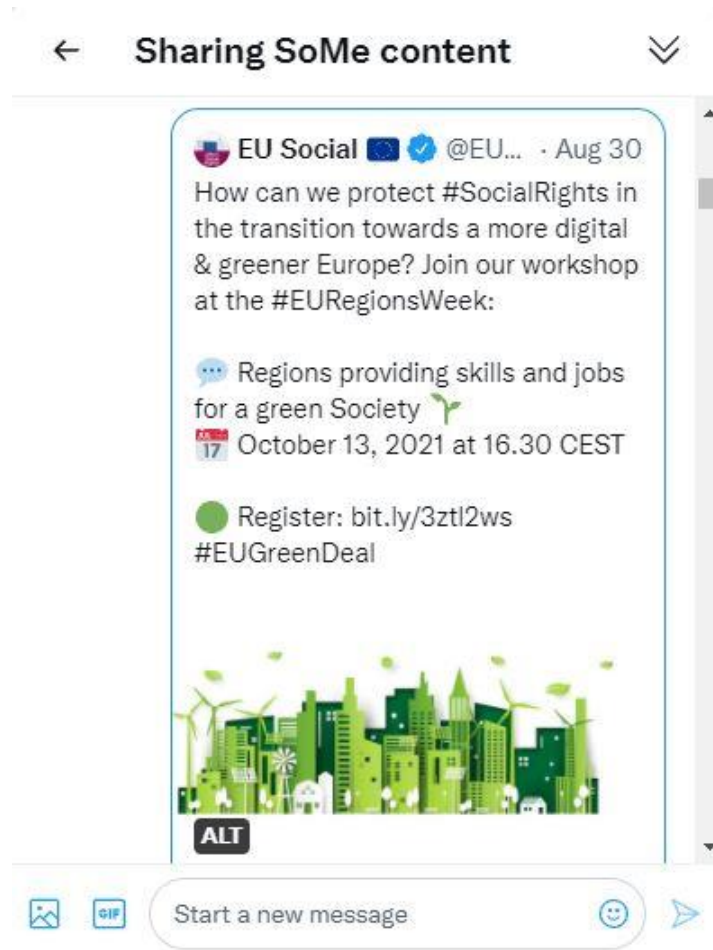 Sharing SoMe content
EU Social @EU... · Aug 30
How can we protect #SocialRights in
the transition towards a more digital
& greener Europe? Join our workshop
at the #EURegionsWeek:
Regions providing skills and jobs
for a green Society
JUL 17 October 13, 2021 at 16.30 CEST
Register: bit.ly/3ztl2ws
#EUGreenDeal
ALT
GIF Start a new message